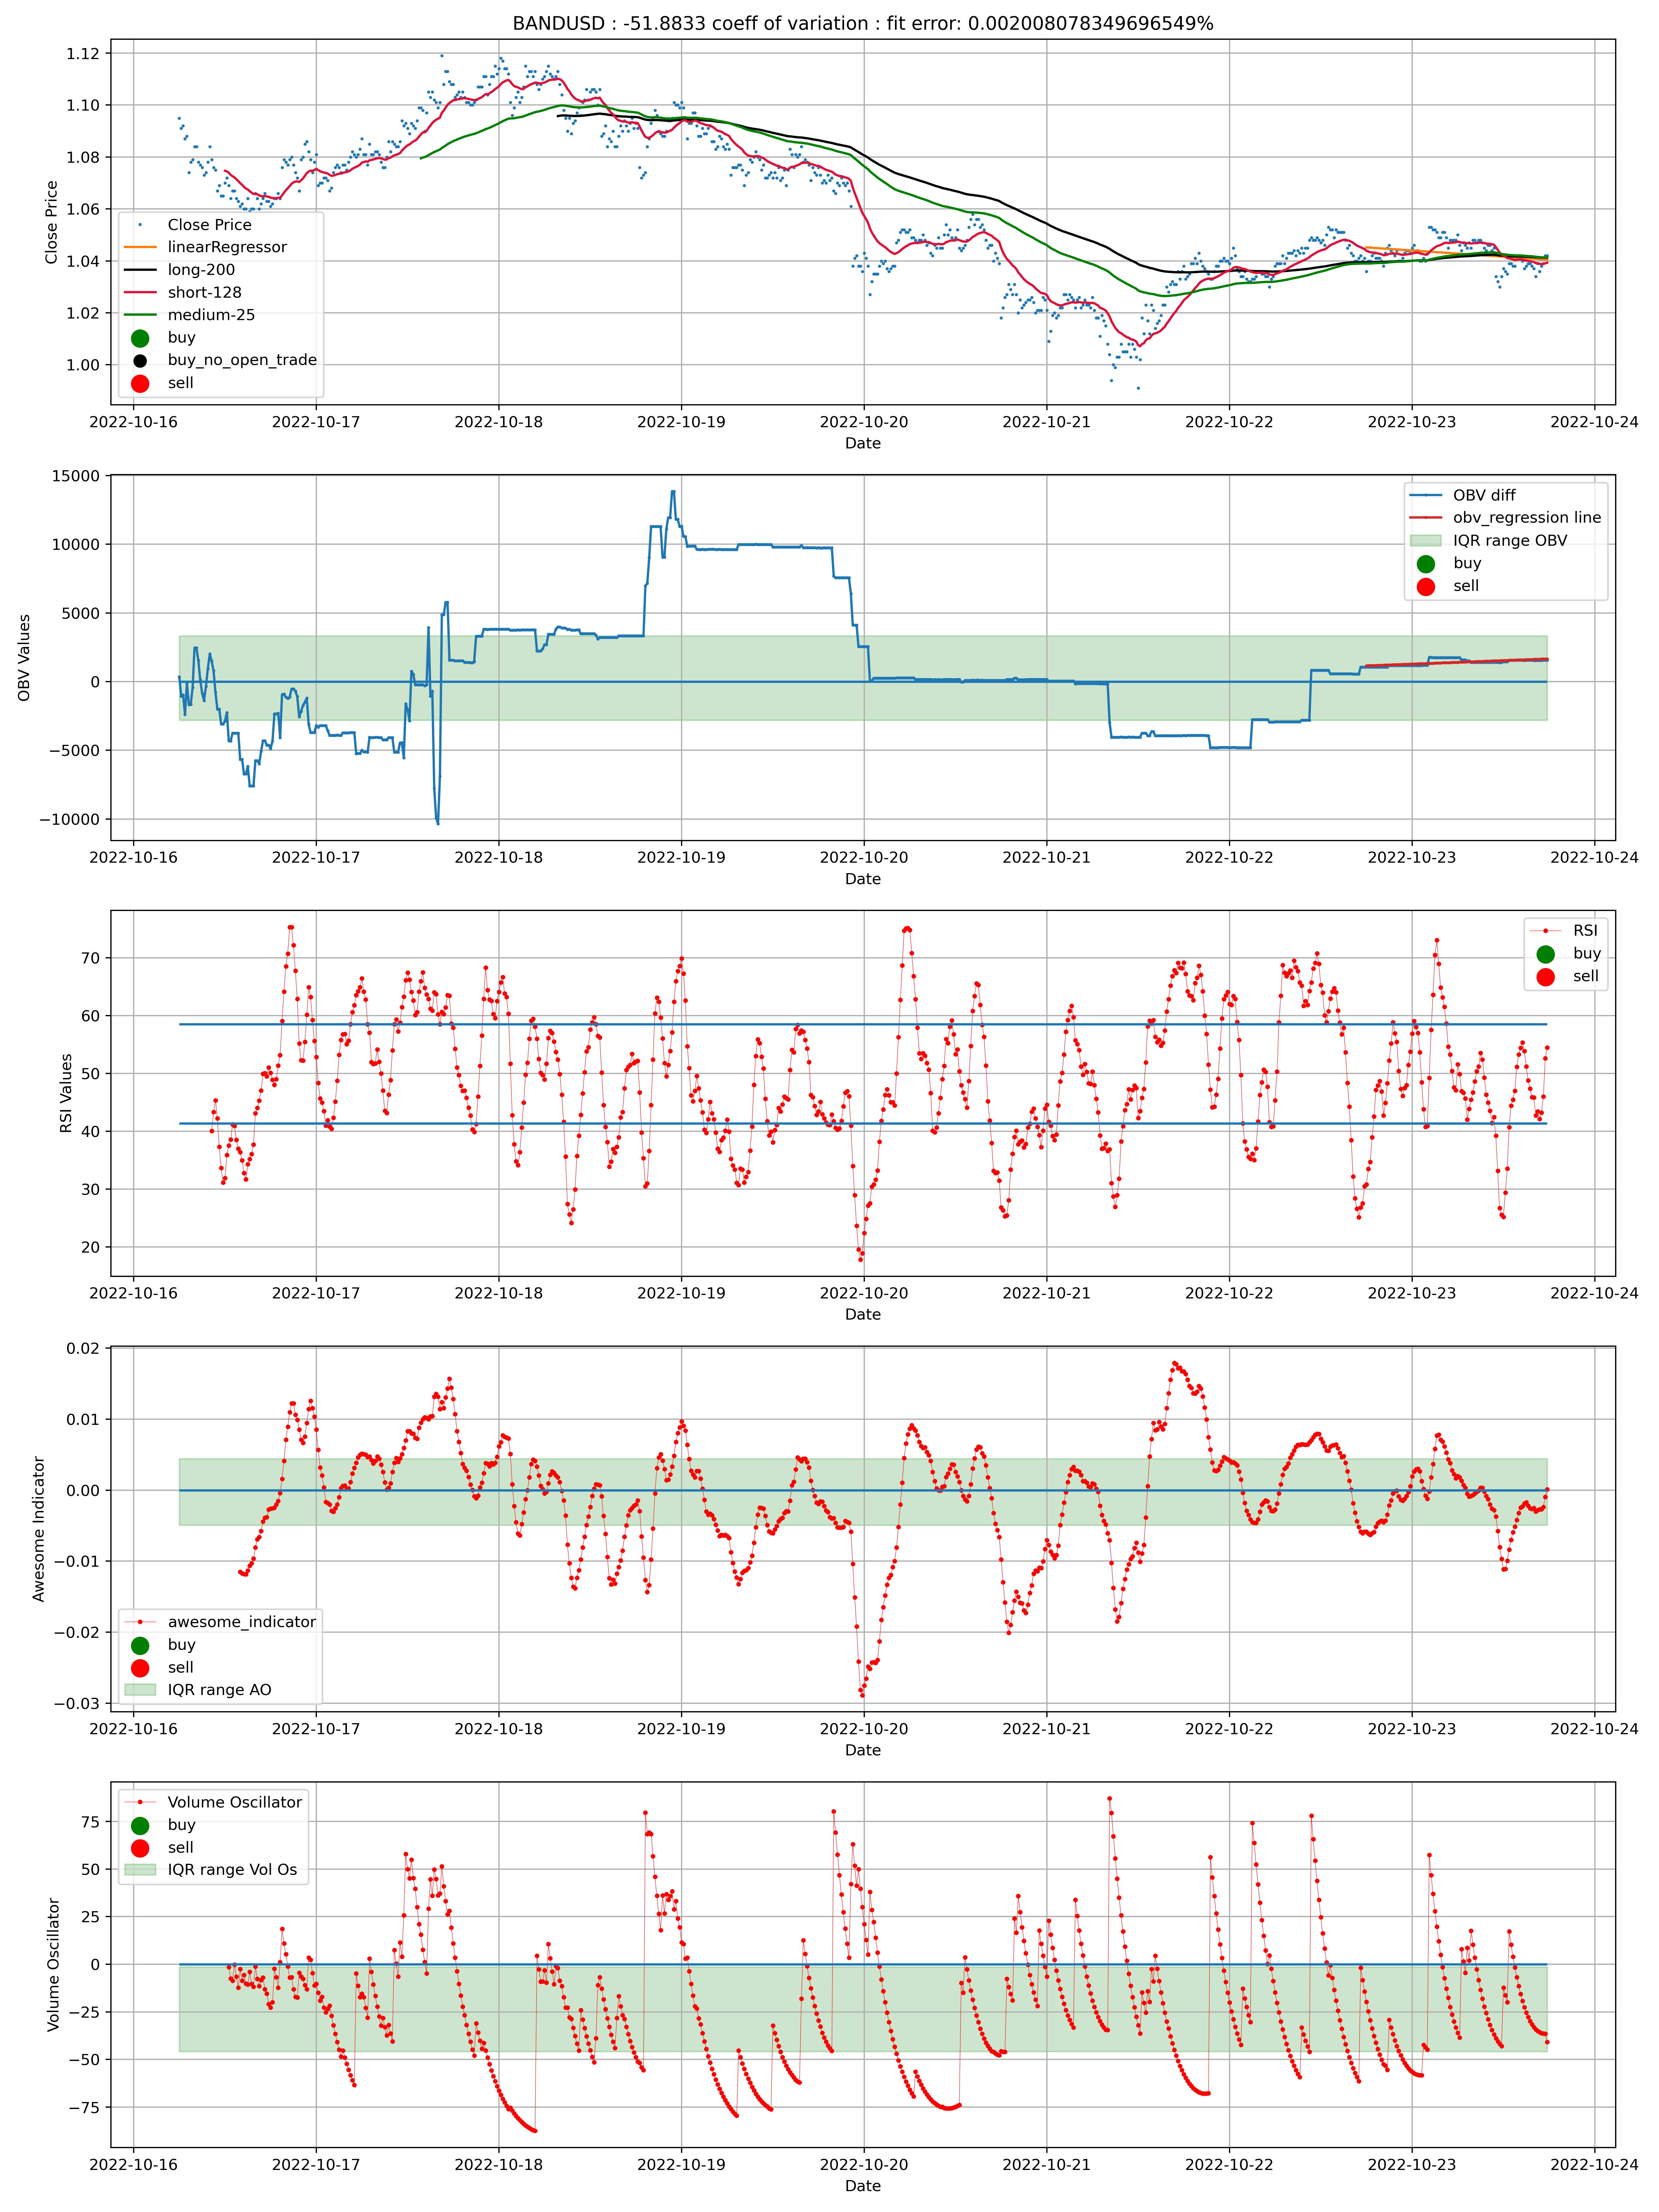 BANDUSD : -51.8833 coeff of variation : fit error: 0.002008078349696549%
1.12
1.10
1.08
1.06
1.04
1.02
1.00
Close Price
Close Price
linearRegressor
long-200
short-128
medium-25
buy
buy_no_open_trade
sell
2022-10-16 2022-10-17 2022-10-18 2022-10-19 2022-10-20 2022-10-21 2022-10-22 2022-10-23 2022-10-24
Date
15000
10000
5000
0
−5000
−10000
OBV Values
OBV diff
obv_regression line
IQR range OBV
buy
sell
2022-10-16 2022-10-17 2022-10-18 2022-10-19 2022-10-20 2022-10-21 2022-10-22 2022-10-23 2022-10-24
Date
70
60
50
40
30
20
RSI Values
RSI
buy
sell
2022-10-16 2022-10-17 2022-10-18 2022-10-19 2022-10-20 2022-10-21 2022-10-22 2022-10-23 2022-10-24
Date
0.02
0.01
0.00
−0.01
−0.02
−0.03
Awesome Indicator
awesome_indicator
buy
sell
IQR range AO
2022-10-16 2022-10-17 2022-10-18 2022-10-19 2022-10-20 2022-10-21 2022-10-22 2022-10-23 2022-10-24
Date
75
50
25
0
−25
−50
−75
Volume Oscillator
Volume Oscillator
buy
sell
IQR range Vol Os
2022-10-16 2022-10-17 2022-10-18 2022-10-19 2022-10-20 2022-10-21 2022-10-22 2022-10-23 2022-10-24
Date